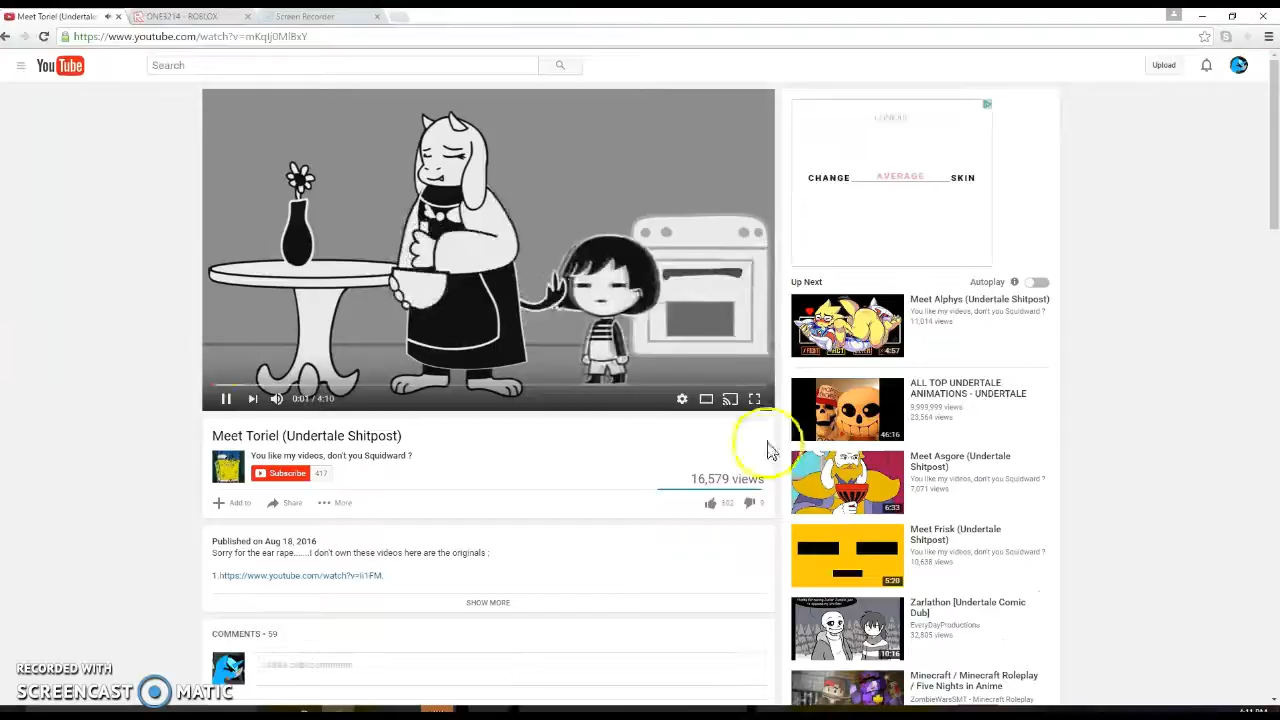 Meet Toriel (Undertale
ONE3214 - ROBLOX
Screen Recorder
https://www.youtube.com/watch?v=mKqIj0MlBxY
YouTube
Search
Upload
CHANGE AVERAGE SKIN
0:01 / 4:10
Up Next
Autoplay
Meet Alphys (Undertale Shitpost)
You like my videos, don't you Squidward ?
11,014 views
4:57
ALL TOP UNDERTALE
ANIMATIONS - UNDERTALE
9,999,999 views
23,564 views
46:16
Meet Asgore (Undertale
Shitpost)
You like my videos, don't you Squidward ?
7,071 views
6:33
Meet Frisk (Undertale
Shitpost)
You like my videos, don't you Squidward ?
10,638 views
5:20
Zarlathon [Undertale Comic
Dub]
EveryDayProductions
32,805 views
10:16
Minecraft / Minecraft Roleplay
/ Five Nights in Anime
ZombieWarsSMT - Minecraft Roleplay
Meet Toriel (Undertale Shitpost)
You like my videos, don't you Squidward ?
Subscribe 417
16,579 views
Add to Share More
9
Published on Aug 18, 2016
Sorry for the ear rape.......I don't own these videos here are the originals :
1.https://www.youtube.com/watch?v=Ii1FM.
SHOW MORE
COMMENTS • 59
RECORDED WITH
SCREENCAST MATIC